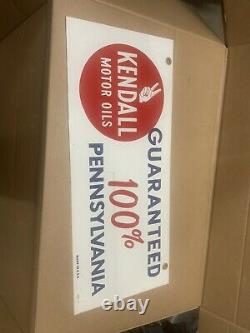 KENDALL
MOTOR OILS
GUARANTEED
100%
PENNSYLVANIA